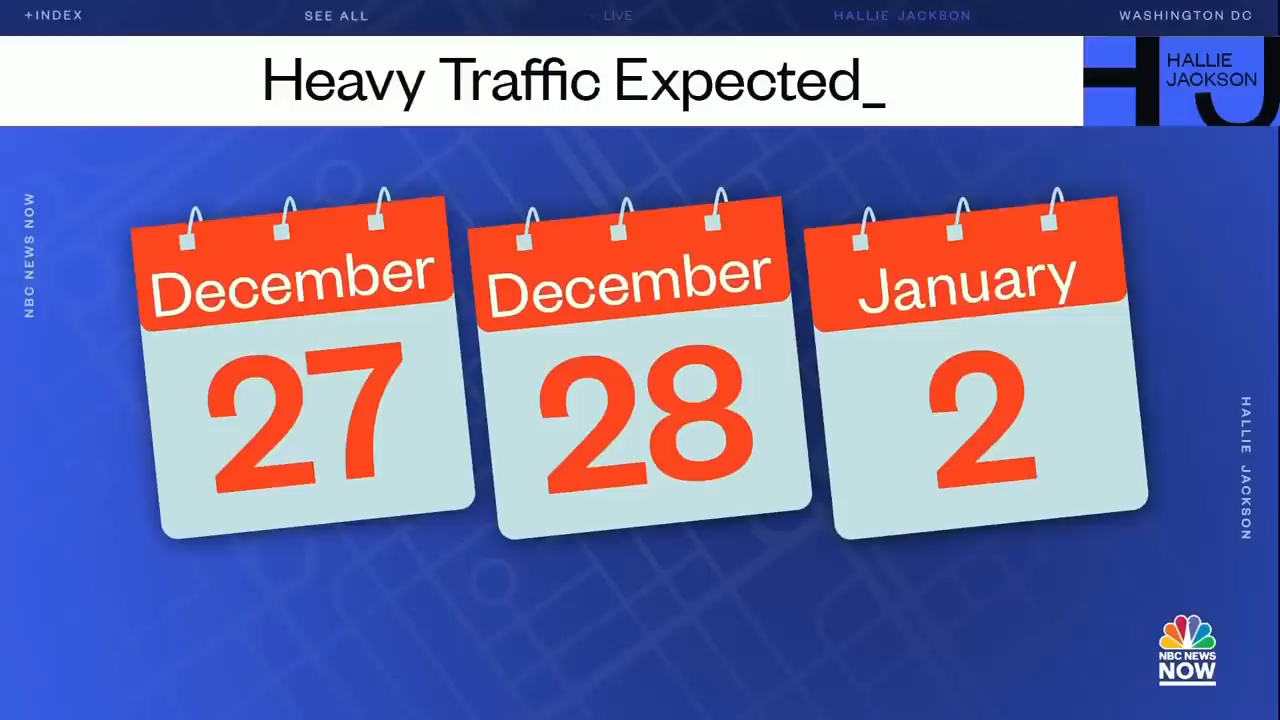 +INDEX
SEE ALL
LIVE
HALLIE JACKSON
WASHINGTON DC
Heavy Traffic Expected_
HALLIE
JACKSON
HJ
NBC NEWS NOW
December
27
December
28
January
2
HALLIE JACKSON
NBC NEWS
NOW